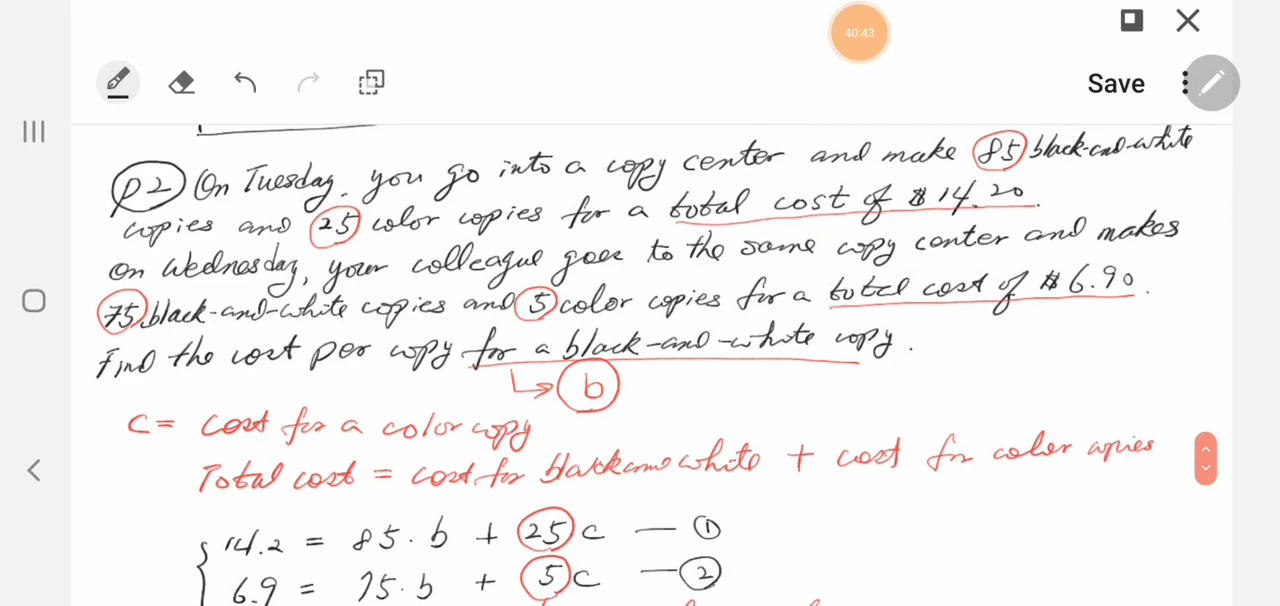 40:43
Save
P2 On Tuesday, you go into a copy center and make 85 black-and-white
copies and 25 color copies for a total cost of $14.20.
On Wednesday, your colleague goes to the same copy center and makes
75 black-and-white copies and 5 color copies for a total cost of $6.90.
Find the cost per copy for a black-and-white copy.
b
c = cost for a color copy
Total cost = cost for black and white + cost for color copies
14.2 = 85.b + 25 c — ①
6.9 = 75.b + 5 c — ②